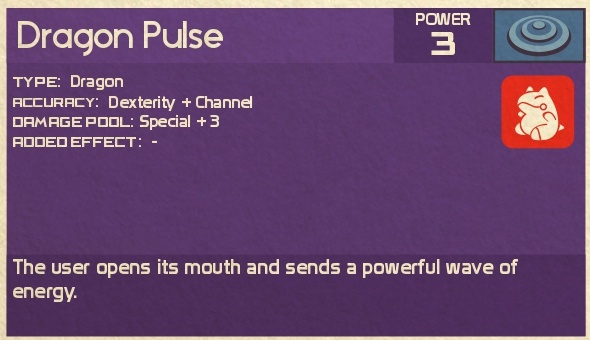 Dragon Pulse
POWER
3
TYPE: Dragon
ACCURACY: Dexterity + Channel
DAMAGE POOL: Special + 3
ADDED EFFECT: -
The user opens its mouth and sends a powerful wave of
energy.